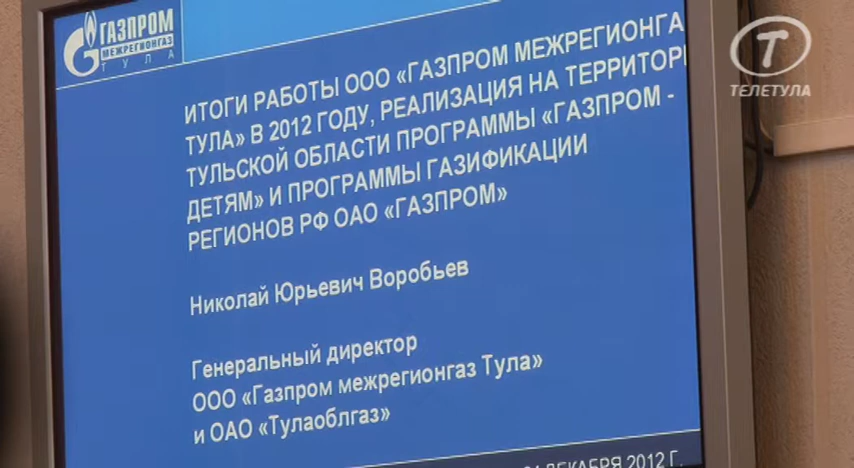 ГАЗПРОМ
МЕЖРЕГИОНГАЗ
ТУЛА
ТЕЛЕТУЛА
ИТОГИ РАБОТЫ ООО «ГАЗПРОМ МЕЖРЕГИОНГА
ТУЛА» В 2012 ГОДУ, РЕАЛИЗАЦИЯ НА ТЕРРИТОРИ
ТУЛЬСКОЙ ОБЛАСТИ ПРОГРАММЫ «ГАЗПРОМ -
ДЕТЯМ» И ПРОГРАММЫ ГАЗИФИКАЦИИ
РЕГИОНОВ РФ ОАО «ГАЗПРОМ»
Николай Юрьевич Воробьев
Генеральный директор
ООО «Газпром межрегионгаз Тула»
и ОАО «Тулаоблгаз»
ДЕКАБРЯ 2012 Г.